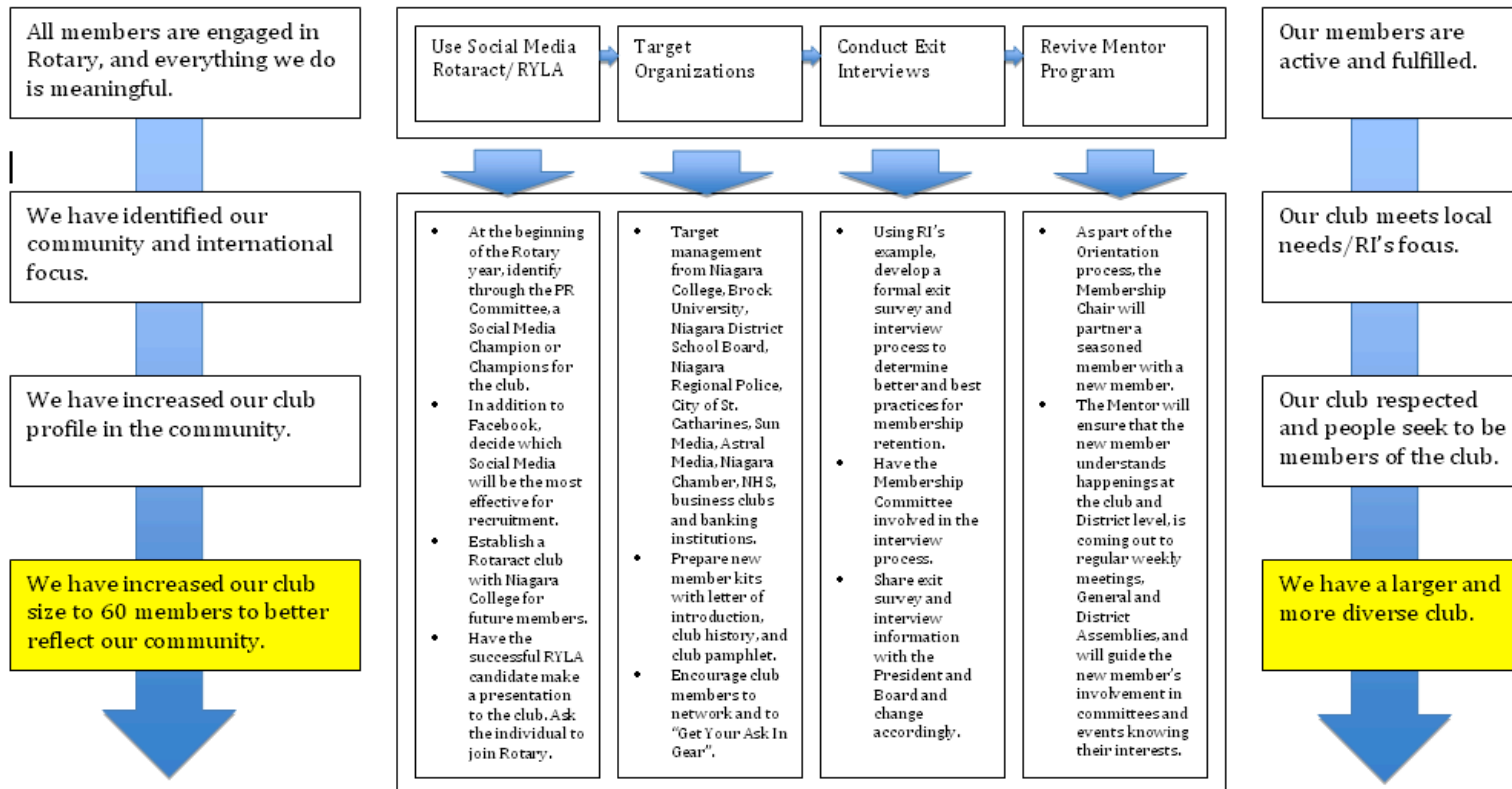 All members are engaged in
Rotary, and everything we do
is meaningful.
We have identified our
community and international
focus.
We have increased our club
profile in the community.
We have increased our club
size to 60 members to better
reflect our community.
Use Social Media
Rotaract/ RYLA
Target
Organizations
Conduct Exit
Interviews
Revive Mentor
Program
• At the beginning
of the Rotary
year, identify
through the PR
Committee, a
Social Media
Champion or
Champions for
the club.
• In addition to
Facebook,
decide which
Social Media
will be the most
effective for
recruitment.
• Establish a
Rotaract club
with Niagara
College for
future members.
• Have the
successful RYLA
candidate make
a presentation
to the club. Ask
the individual to
join Rotary.
• Target
management
from Niagara
College, Brock
University,
Niagara District
School Board,
Niagara
Regional Police,
City of St.
Catharines, Sun
Media, Astral
Media, Niagara
Chamber, NHS,
business clubs
and banking
institutions.
• Prepare new
member kits
with letter of
introduction,
club history, and
club pamphlet.
• Encourage club
members to
network and to
“Get Your Ask In
Gear”.
• Using RI’s
example,
develop a
formal exit
survey and
interview
process to
determine
better and best
practices for
membership
retention.
• Have the
Membership
Committee
involved in the
interview
process.
• Share exit
survey and
interview
information
with the
President and
Board and
change
accordingly.
• As part of the
Orientation
process, the
Membership
Chair will
partner a
seasoned
member with a
new member.
• The Mentor will
ensure that the
new member
understands
happenings at
the club and
District level, is
coming out to
regular weekly
meetings,
General and
District
Assemblies, and
will guide the
new member’s
involvement in
committees and
events knowing
their interests.
Our members are
active and fulfilled.
Our club meets local
needs/RI’s focus.
Our club respected
and people seek to be
members of the club.
We have a larger and
more diverse club.